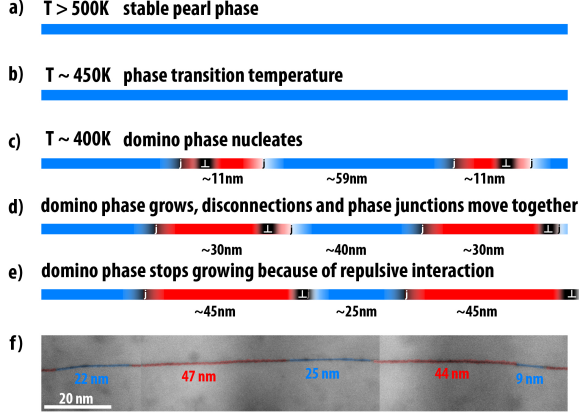 a) T > 500K stable pearl phase
b) T ~ 450K phase transition temperature
c) T ~ 400K domino phase nucleates
j ⊥ j j ⊥ j
~11nm ~59nm ~11nm
d) domino phase grows, disconnections and phase junctions move together
j ⊥ j j ⊥ j
~30nm ~40nm ~30nm
e) domino phase stops growing because of repulsive interaction
j ⊥ j ⊥
~45nm ~25nm ~45nm
f)
22 nm 47 nm 25 nm 44 nm 9 nm
20 nm